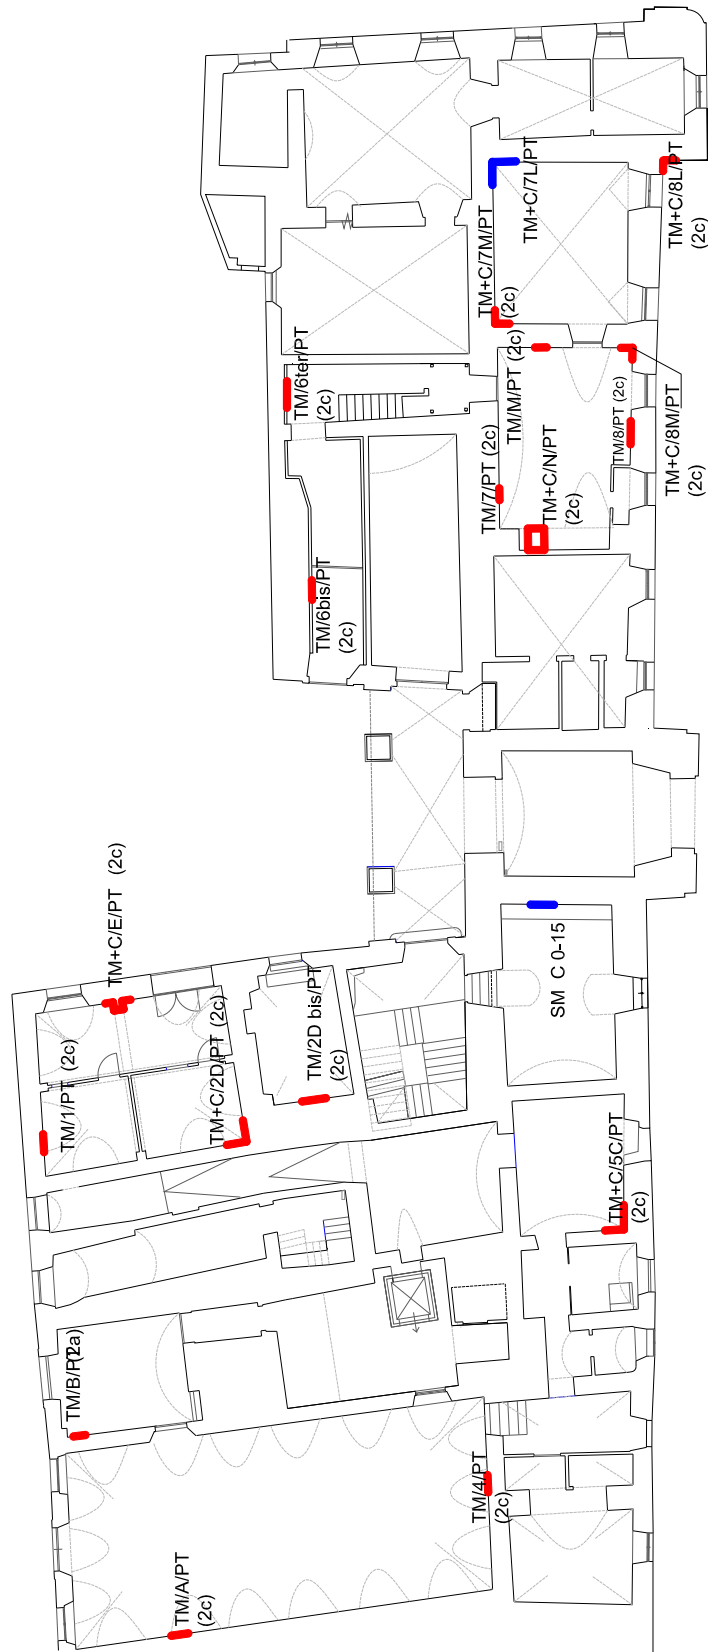 TM+C/7L/PT
TM+C/8L/PT
(2c)
TM+C/7M/PT
(2c)
TM/6ter/PT
(2c)
TM/M/PT (2c)
TM/7/PT (2c)
TM+C/N/PT
(2c)
TM/8/PT (2c)
TM+C/8M/PT
(2c)
TM/6bis/PT
(2c)
TM+C/E/PT (2c)
SM C 0-15
TM/1/PT (2c)
TM+C/2D/PT (2c)
TM/2D bis/PT
(2c)
TM+C/5C/PT
(2c)
TM/B/PT (2a)
TM/4/PT
(2c)
TM/A/PT
(2c)